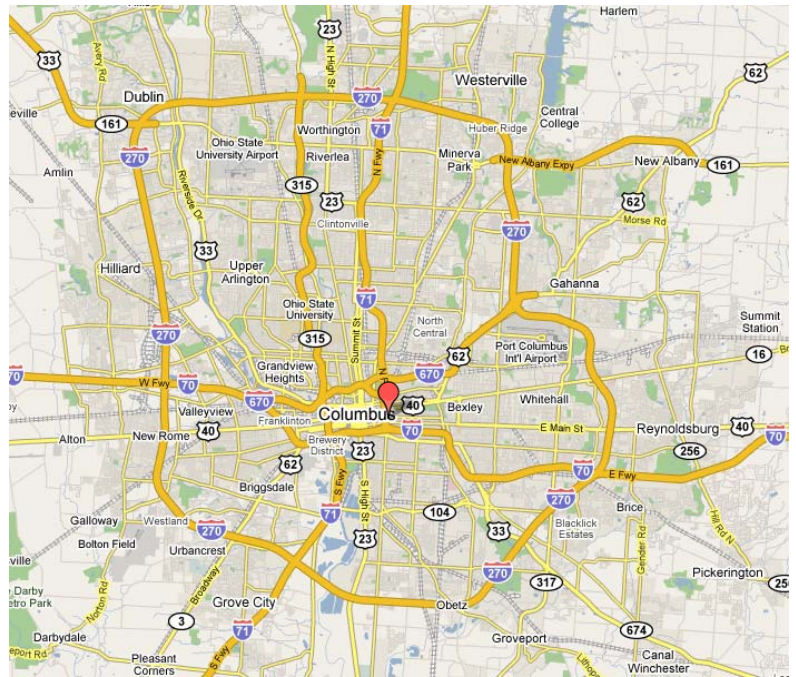 Harlem
23
33
Avery Rd
N High St
Westerville
62
Dublin
270
Central
College
161
71
Worthington
Huber Ridge
Ohio State
University Airport
Riverlea
Minerva
Park
New Albany Expy
New Albany
161
270
N Fwy
Amlin
315
Riverside Dr
23
62
Clintonville
Morse Rd
33
270
Hilliard
Upper
Arlington
Gahanna
71
Ohio State
University
Summit St
North
Central
Summit
Station
270
315
Port Columbus
Int'l Airport
62
16
Grandview
Heights
670
70
W Fwy
70
670
Valleyview
Franklinton
Columbus
40
Bexley
Whitehall
Alton
New Rome
40
70
E Main St
Reynoldsburg
40
Brewery
District
23
70
62
256
S Fwy
70
E Fwy
Briggsdale
S High St
270
104
Brice
Galloway
Westland
270
71
Blacklick
Estates
Hill Rd N
Bolton Field
Urbancrest
23
33
Gender Rd
270
317
Pickerington
Broadway
Norton Rd
Grove City
Obetz
3
71
674
Darbydale
Groveport
S Fwy
Pleasant
Corners
Canal
Winchester